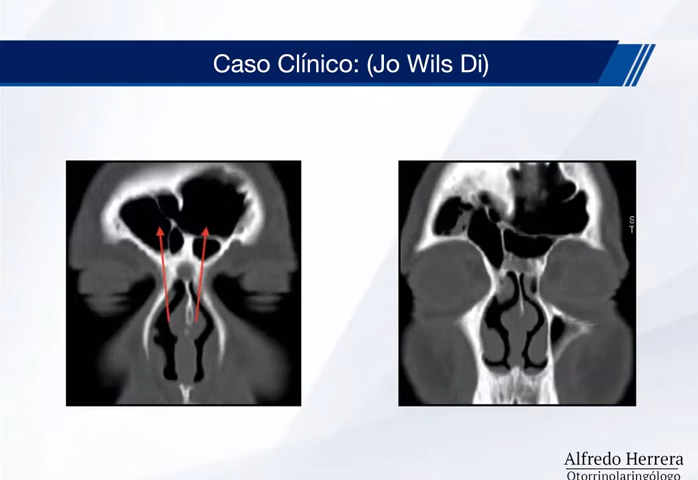 Caso Clínico: (Jo Wils Di)
S
T
Alfredo Herrera
Otorrinolaringólogo